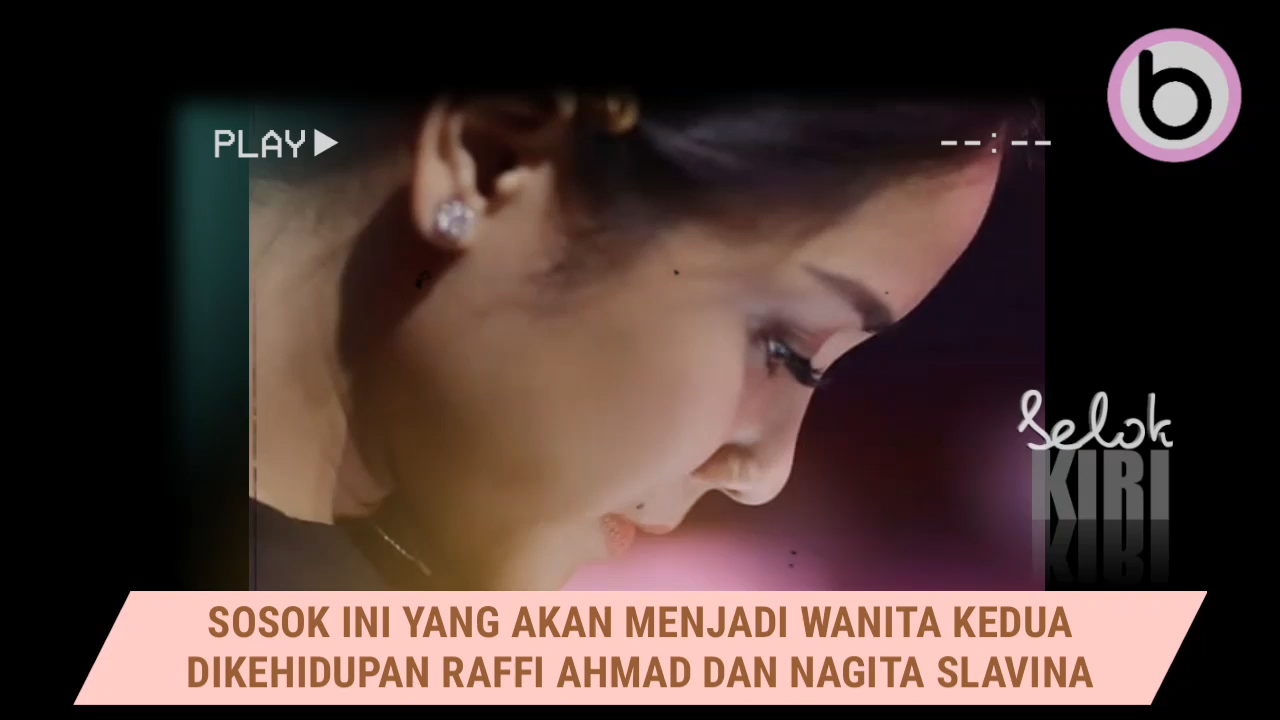 PLAY
--:--
b
Selok
KIRI
SOSOK INI YANG AKAN MENJADI WANITA KEDUA
DIKEHIDUPAN RAFFI AHMAD DAN NAGITA SLAVINA